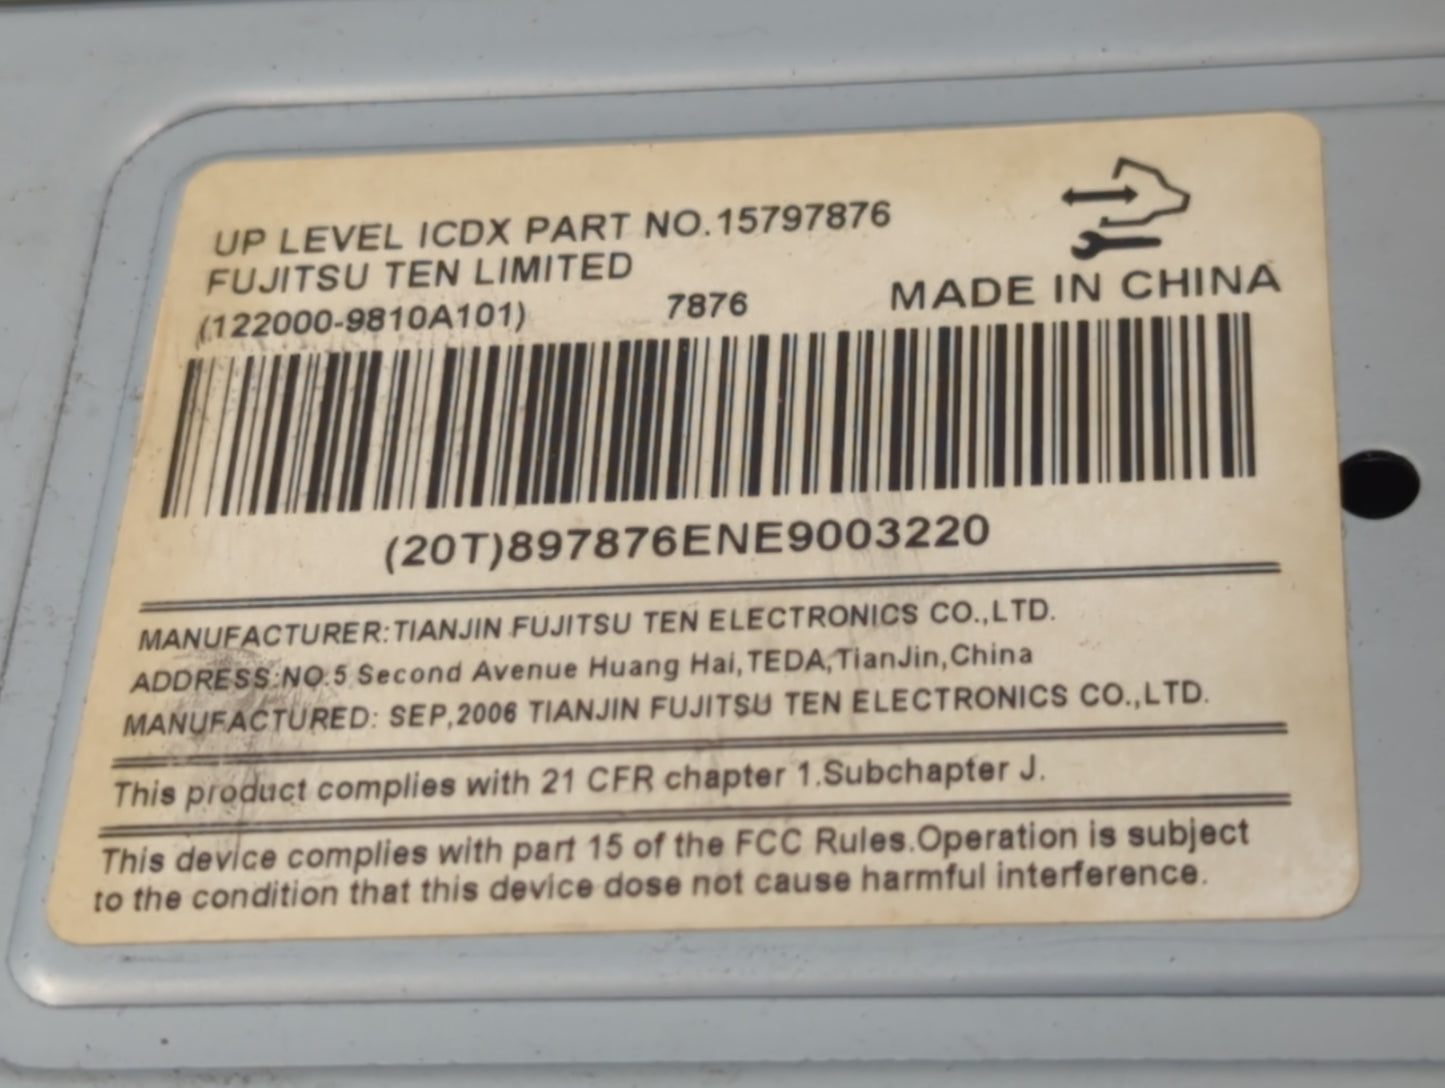 UP LEVEL ICDX PART NO.15797876
FUJITSU TEN LIMITED
(122000-9810A101) 7876 MADE IN CHINA
(20T)897876ENE9003220
MANUFACTURER:TIANJIN FUJITSU TEN ELECTRONICS CO.,LTD.
ADDRESS:NO.5 Second Avenue Huang Hai,TEDA,TianJin,China
MANUFACTURED: SEP,2006 TIANJIN FUJITSU TEN ELECTRONICS CO.,LTD.
This product complies with 21 CFR chapter 1.Subchapter J.
This device complies with part 15 of the FCC Rules.Operation is subject
to the condition that this device dose not cause harmful interference.